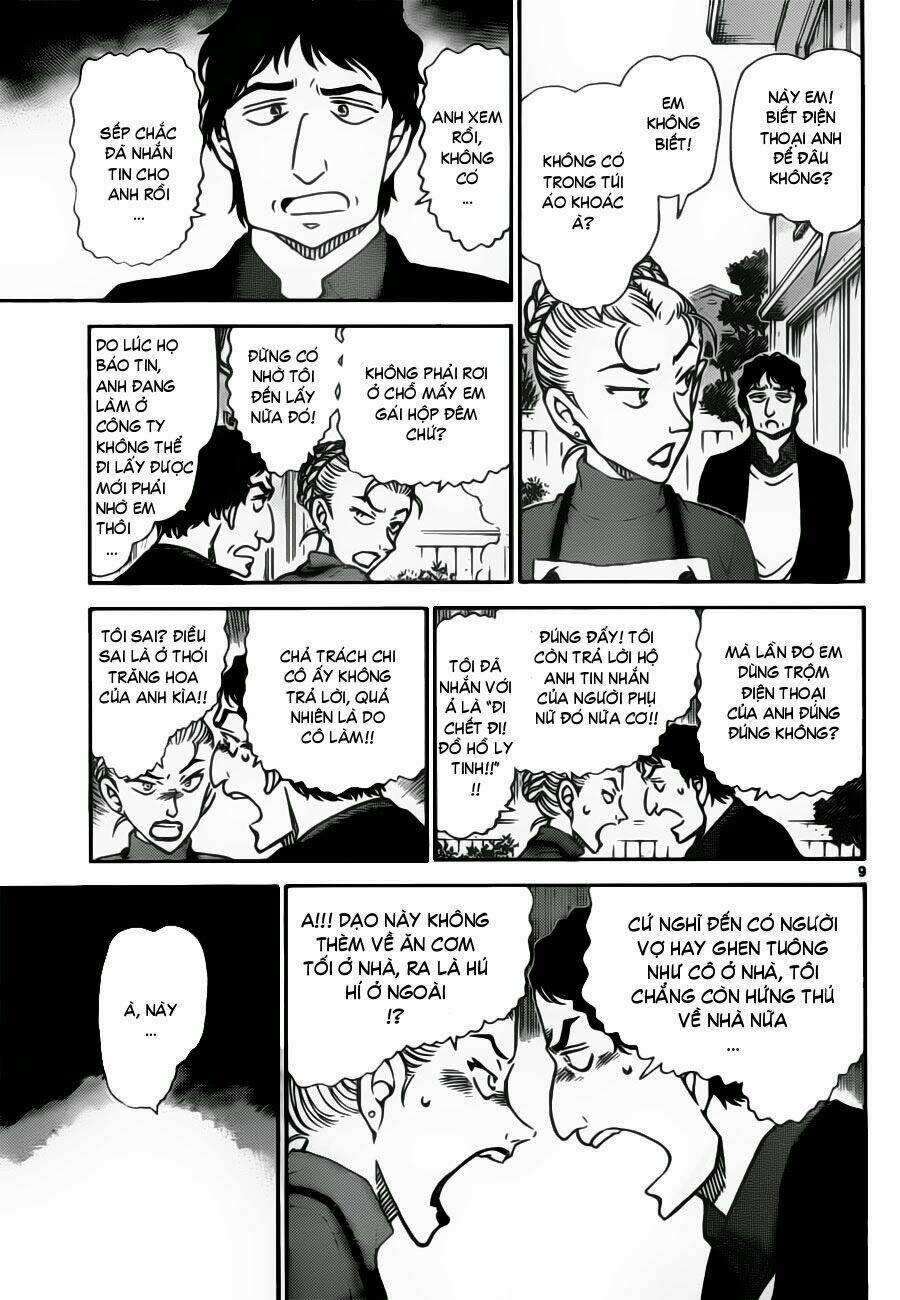 NÀY EM!
BIẾT ĐIỆN
THOẠI ANH
ĐỂ ĐÂU
KHÔNG?
EM
KHÔNG
BIẾT!
KHÔNG CÓ
TRONG TÚI
ÁO KHOÁC
À?
ANH XEM
RỒI,
KHÔNG
CÓ
...
SẾP CHẮC
ĐÃ NHẮN
TIN CHO
ANH RỒI
...
KHÔNG PHẢI RƠI
Ở CHỖ MẤY EM
GÁI HỘP ĐÊM
CHỨ?
ĐỪNG CÓ
NHỜ TÔI
ĐẾN LẤY
NỮA ĐÓ!
DO LÚC HỌ
BÁO TIN,
ANH ĐANG
LÀM Ở
CÔNG TY
KHÔNG THỂ
ĐI LẤY ĐƯỢC
MỚI PHẢI
NHỜ EM
THÔI
...
MÀ LẦN ĐÓ EM
DÙNG TRỘM
ĐIỆN THOẠI
CỦA ANH ĐÚNG
ĐÚNG KHÔNG?
ĐÚNG ĐẤY! TÔI
CÒN TRẢ LỜI HỘ
ANH TIN NHẮN
CỦA NGƯỜI PHỤ
NỮ ĐÓ NỮA CƠ!!
TÔI ĐÃ
NHẮN VỚI
Ả LÀ "ĐI
CHẾT ĐI!
ĐỒ HỒ LY
TINH!!"
!!
CHẢ TRÁCH CHI
CÔ ẤY KHÔNG
TRẢ LỜI, QUẢ
NHIÊN LÀ DO
CÔ LÀM!!
TÔI SAI? ĐIỀU
SAI LÀ Ở THÓI
TRĂNG HOA
CỦA ANH KÌA!!
9
CỨ NGHĨ ĐẾN CÓ NGƯỜI
VỢ HAY GHEN TUÔNG
NHƯ CÔ Ở NHÀ, TÔI
CHẲNG CÒN HỨNG THÚ
VỀ NHÀ NỮA
...
A!!! DẠO NÀY KHÔNG
THÈM VỀ ĂN CƠM
TỐI Ở NHÀ, RA LÀ HÚ
HÍ Ở NGOÀI
!?
À, NÀY
...